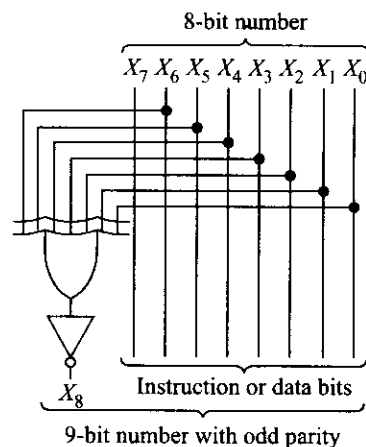 8-bit number
X7 X6 X5 X4 X3 X2 X1 X0
X8
Instruction or data bits
9-bit number with odd parity